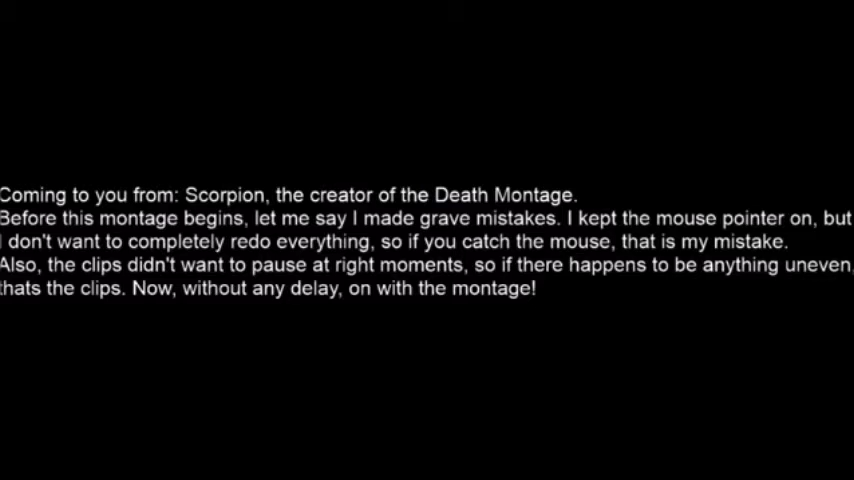 Coming to you from: Scorpion, the creator of the Death Montage.
Before this montage begins, let me say I made grave mistakes. I kept the mouse pointer on, but
I don't want to completely redo everything, so if you catch the mouse, that is my mistake.
Also, the clips didn't want to pause at right moments, so if there happens to be anything uneven,
thats the clips. Now, without any delay, on with the montage!